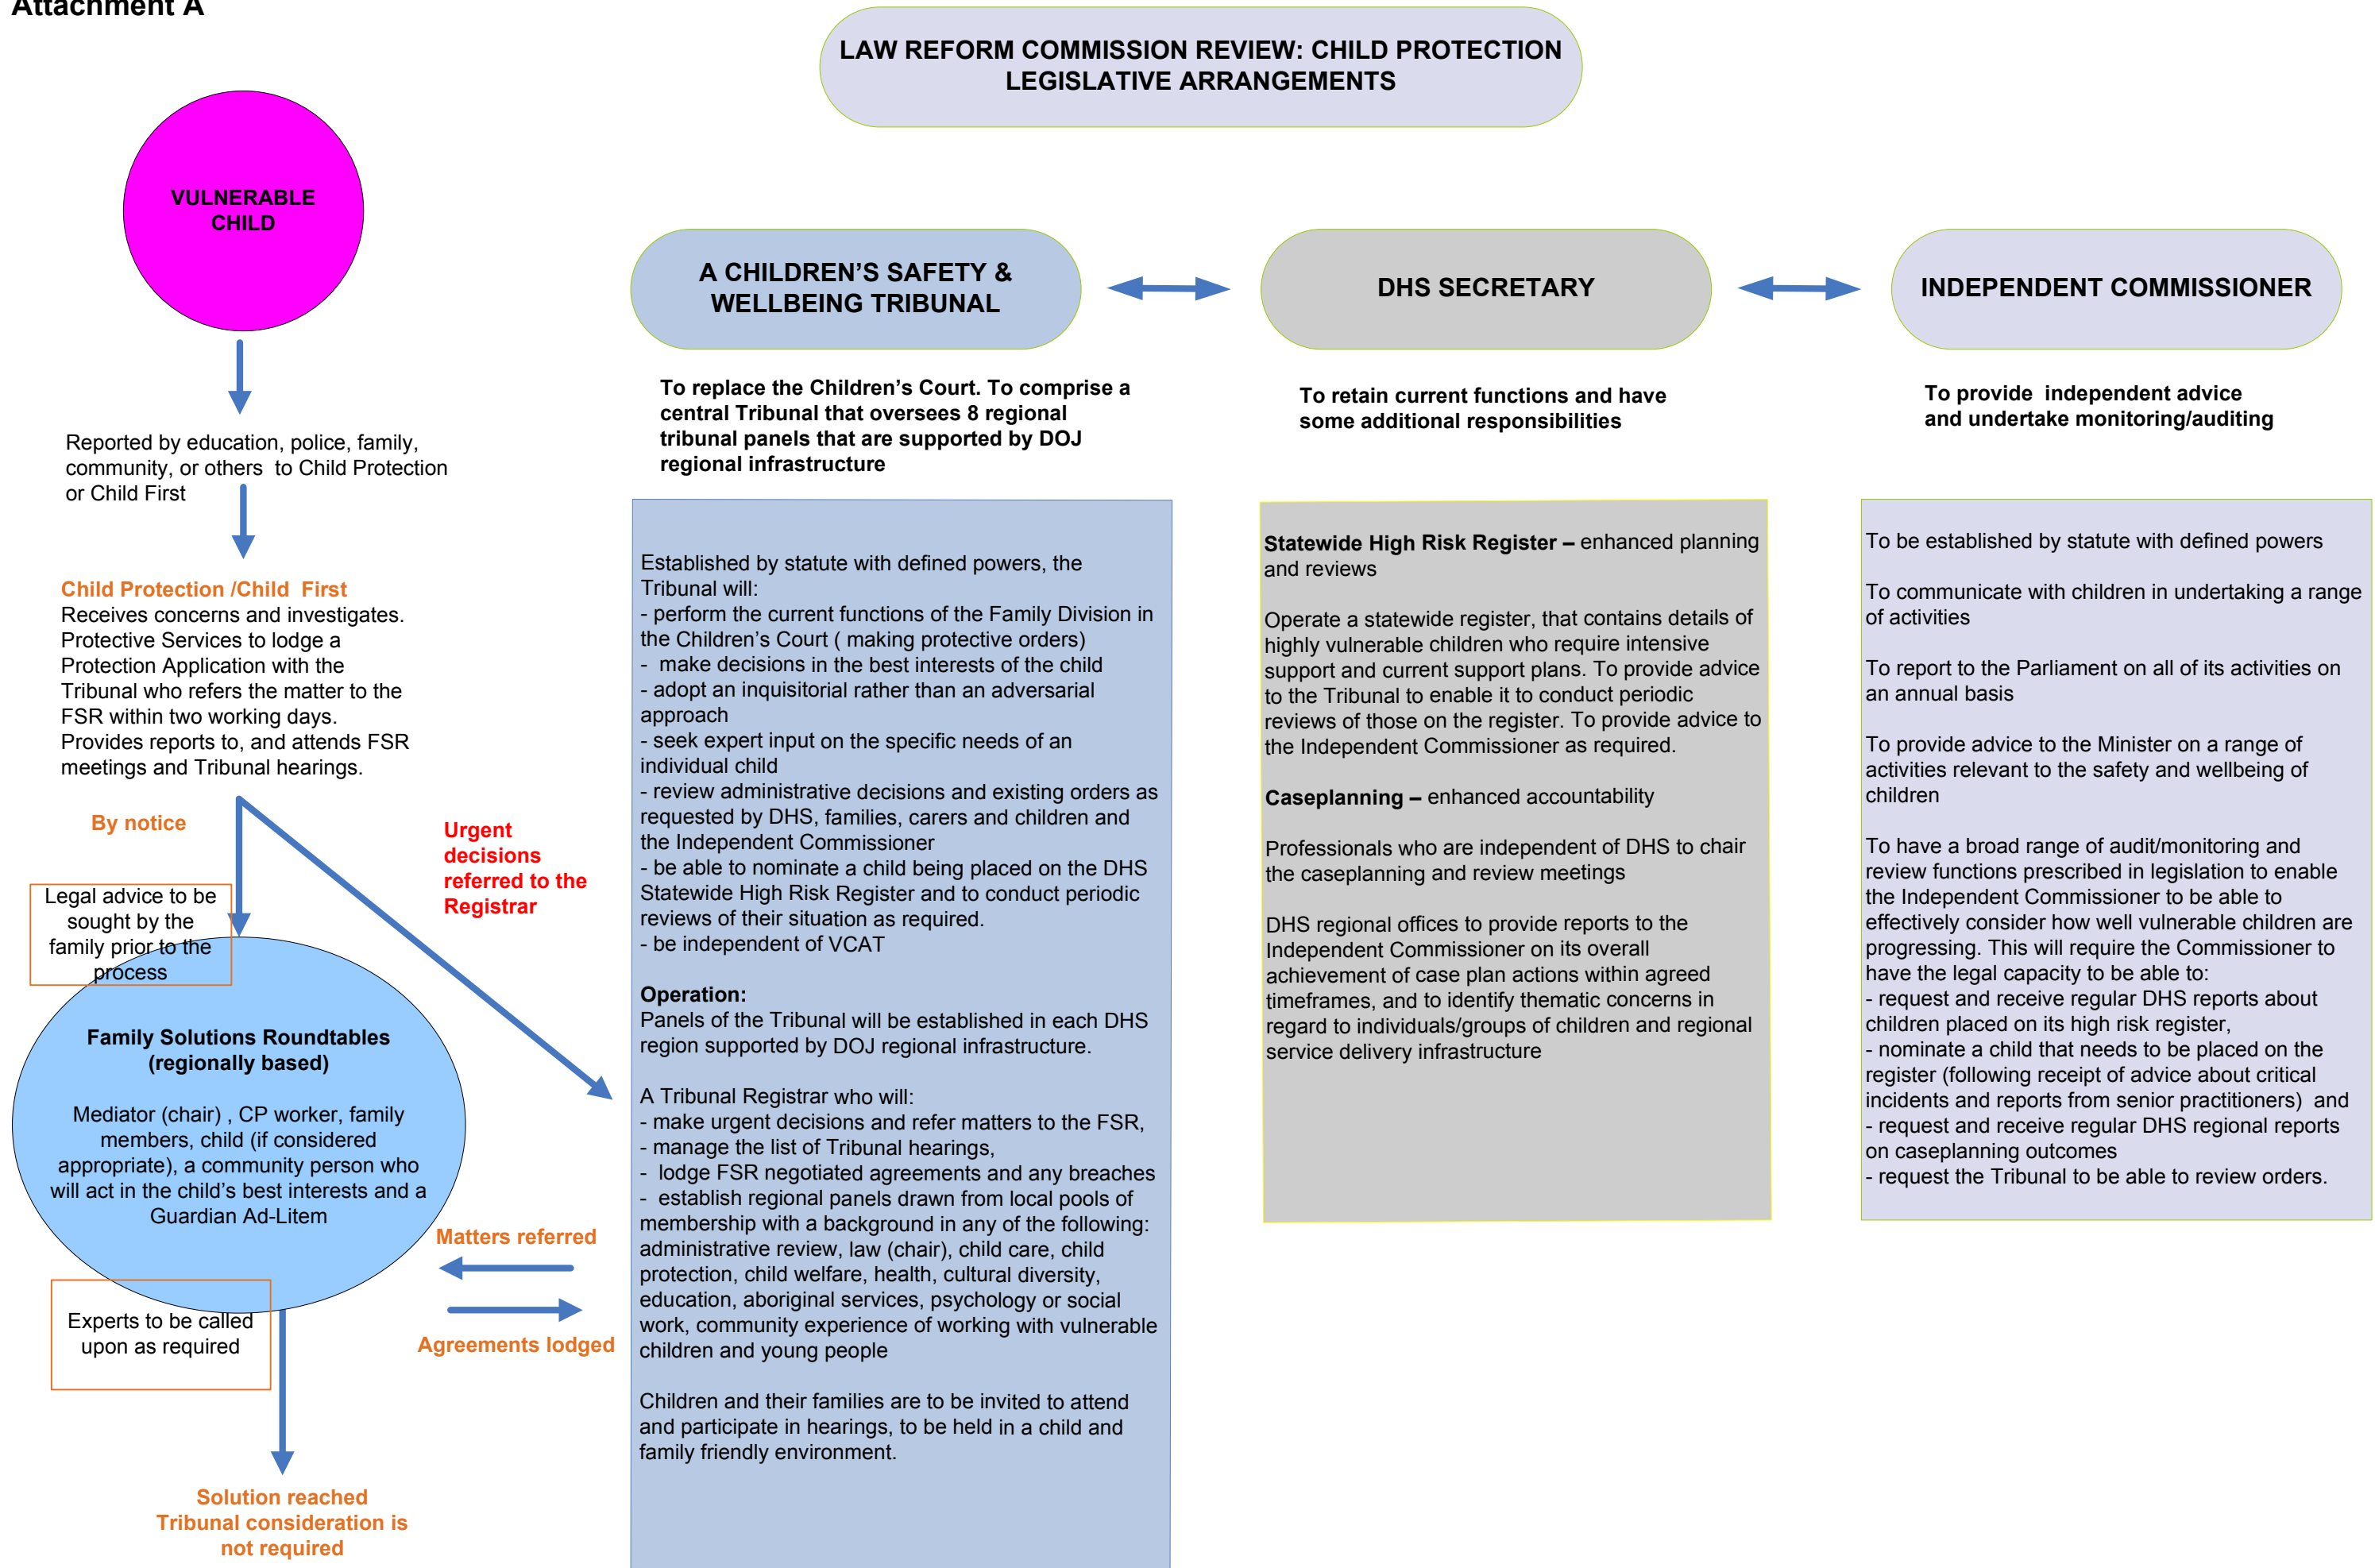 Attachment A
LAW REFORM COMMISSION REVIEW: CHILD PROTECTION
LEGISLATIVE ARRANGEMENTS
VULNERABLE
CHILD
Reported by education, police, family,
community, or others  to Child Protection
or Child First
Child Protection /Child  First
Receives concerns and investigates.
Protective Services to lodge a
Protection Application with the
Tribunal who refers the matter to the
FSR within two working days.
Provides reports to, and attends FSR
meetings and Tribunal hearings.
By notice
Urgent
decisions
referred to the
Registrar
Legal advice to be
sought by the
family prior to the
process
Family Solutions Roundtables
(regionally based)
Mediator (chair) , CP worker, family
members, child (if considered
appropriate), a community person who
will act in the child's best interests and a
Guardian Ad-Litem
Matters referred
Agreements lodged
Experts to be called
upon as required
Solution reached
Tribunal consideration is
not required
A CHILDREN'S SAFETY &
WELLBEING TRIBUNAL
To replace the Children's Court. To comprise a
central Tribunal that oversees 8 regional
tribunal panels that are supported by DOJ
regional infrastructure
Established by statute with defined powers, the
Tribunal will:
- perform the current functions of the Family Division in
the Children's Court ( making protective orders)
-  make decisions in the best interests of the child
- adopt an inquisitorial rather than an adversarial
approach
- seek expert input on the specific needs of an
individual child
- review administrative decisions and existing orders as
requested by DHS, families, carers and children and
the Independent Commissioner
- be able to nominate a child being placed on the DHS
Statewide High Risk Register and to conduct periodic
reviews of their situation as required.
- be independent of VCAT
Operation:
Panels of the Tribunal will be established in each DHS
region supported by DOJ regional infrastructure.
A Tribunal Registrar who will:
- make urgent decisions and refer matters to the FSR,
- manage the list of Tribunal hearings,
-  lodge FSR negotiated agreements and any breaches
-  establish regional panels drawn from local pools of
membership with a background in any of the following:
administrative review, law (chair), child care, child
protection, child welfare, health, cultural diversity,
education, aboriginal services, psychology or social
work, community experience of working with vulnerable
children and young people
Children and their families are to be invited to attend
and participate in hearings, to be held in a child and
family friendly environment.
DHS SECRETARY
To retain current functions and have
some additional responsibilities
Statewide High Risk Register – enhanced planning
and reviews
Operate a statewide register, that contains details of
highly vulnerable children who require intensive
support and current support plans. To provide advice
to the Tribunal to enable it to conduct periodic
reviews of those on the register. To provide advice to
the Independent Commissioner as required.
Caseplanning – enhanced accountability
Professionals who are independent of DHS to chair
the caseplanning and review meetings
DHS regional offices to provide reports to the
Independent Commissioner on its overall
achievement of case plan actions within agreed
timeframes, and to identify thematic concerns in
regard to individuals/groups of children and regional
service delivery infrastructure
INDEPENDENT COMMISSIONER
To provide  independent advice
and undertake monitoring/auditing
To be established by statute with defined powers
To communicate with children in undertaking a range
of activities
To report to the Parliament on all of its activities on
an annual basis
To provide advice to the Minister on a range of
activities relevant to the safety and wellbeing of
children
To have a broad range of audit/monitoring and
review functions prescribed in legislation to enable
the Independent Commissioner to be able to
effectively consider how well vulnerable children are
progressing. This will require the Commissioner to
have the legal capacity to be able to:
- request and receive regular DHS reports about
children placed on its high risk register,
- nominate a child that needs to be placed on the
register (following receipt of advice about critical
incidents and reports from senior practitioners)  and
- request and receive regular DHS regional reports
on caseplanning outcomes
- request the Tribunal to be able to review orders.